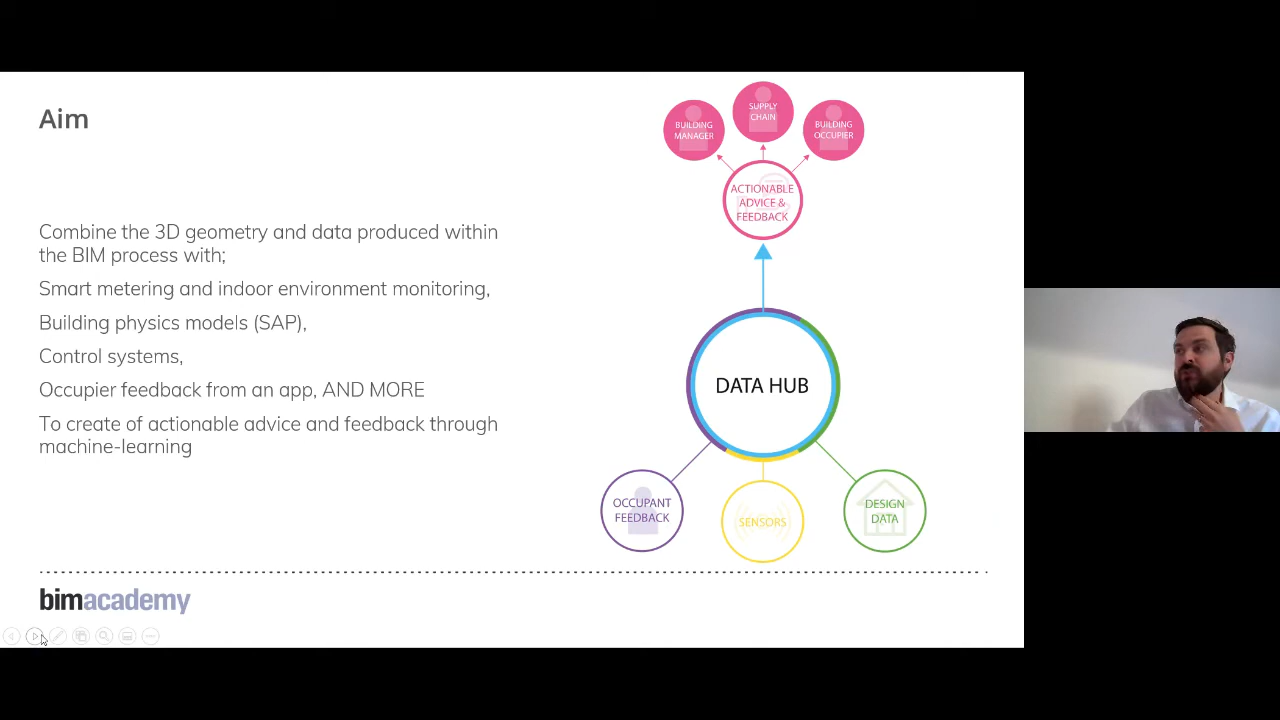 Aim
Combine the 3D geometry and data produced within
the BIM process with;
Smart metering and indoor environment monitoring,
Building physics models (SAP),
Control systems,
Occupier feedback from an app, AND MORE
To create of actionable advice and feedback through
machine-learning
BUILDING
MANAGER
SUPPLY
CHAIN
BUILDING
OCCUPIER
ACTIONABLE
ADVICE &
FEEDBACK
DATA HUB
OCCUPANT
FEEDBACK
SENSORS
DESIGN
DATA
bimacademy